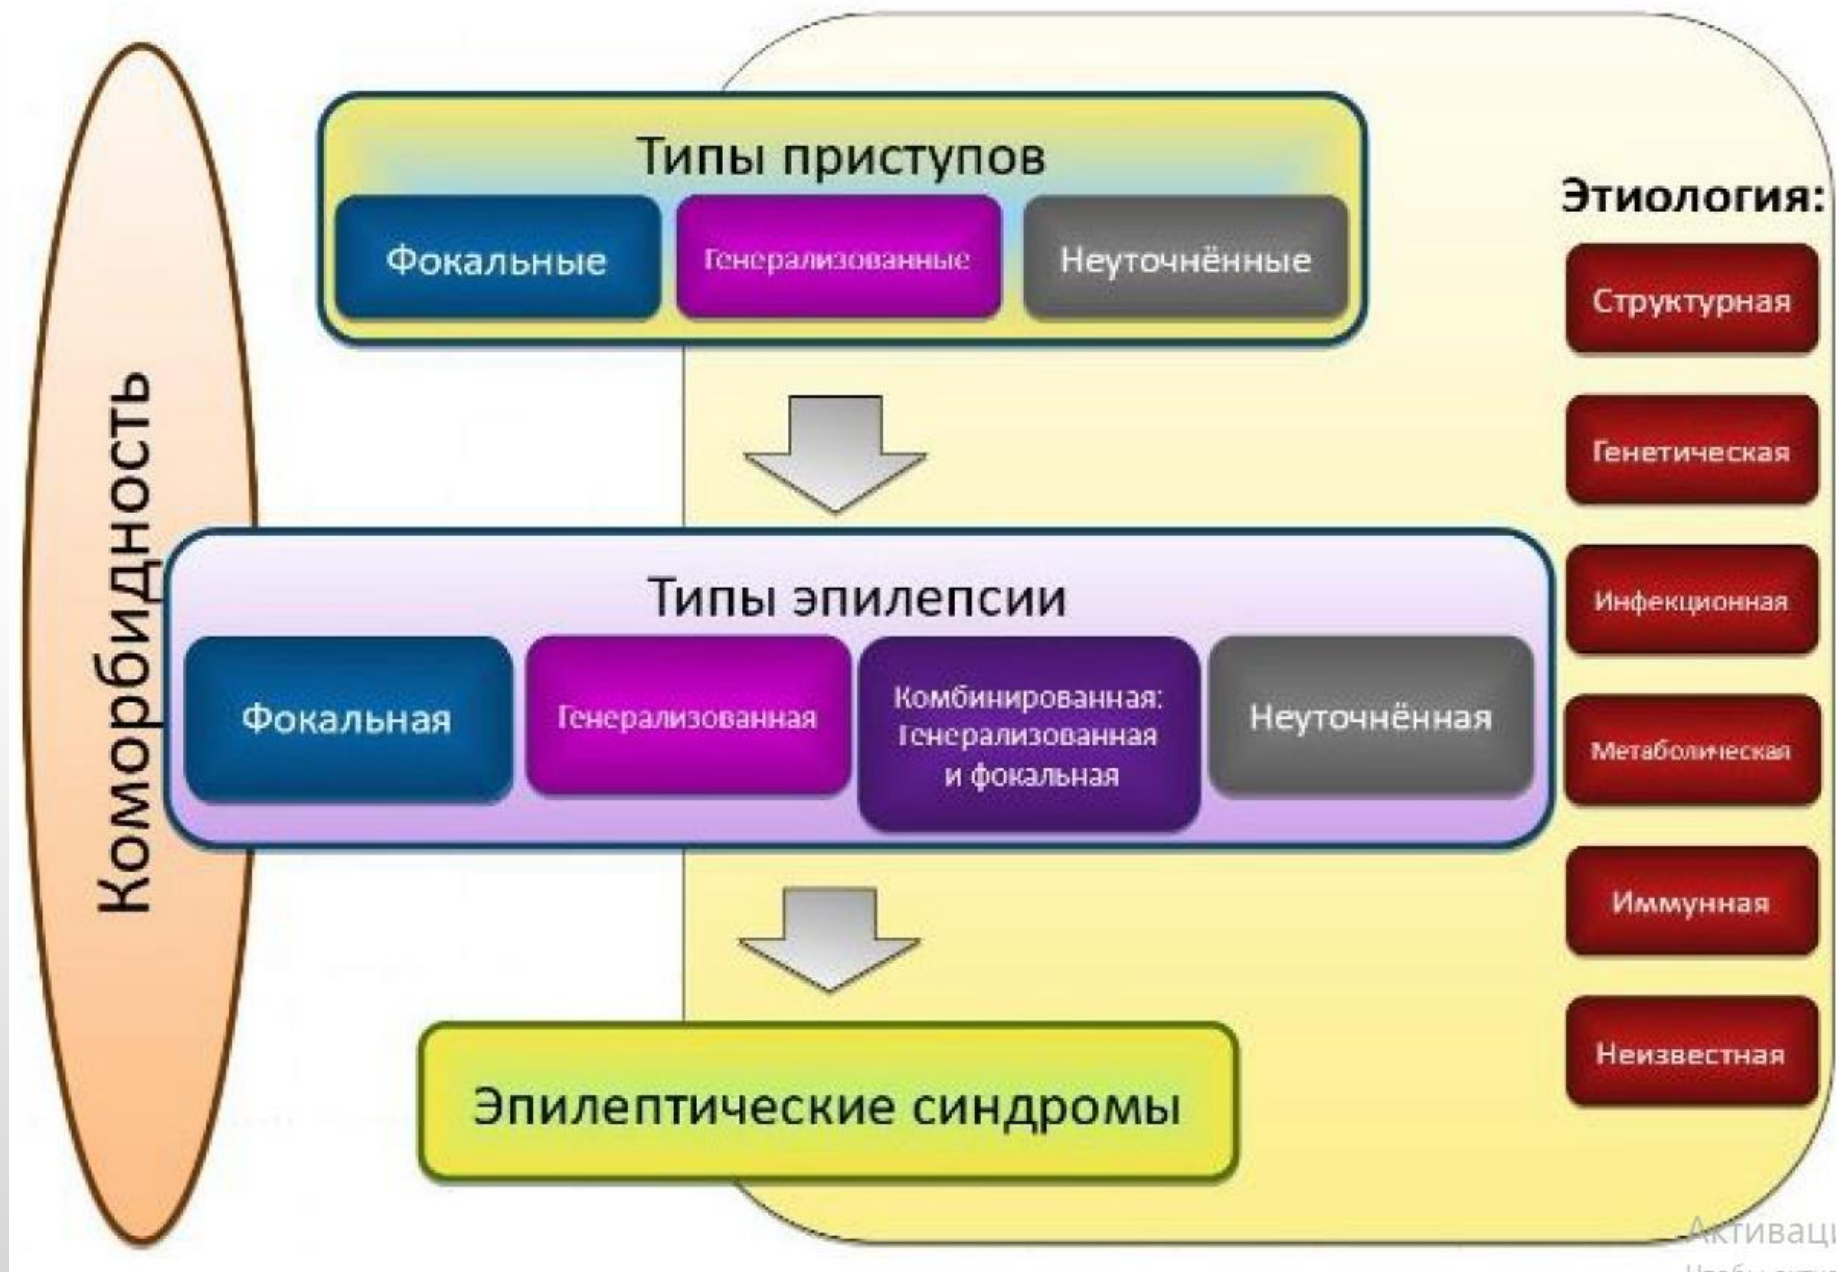 Коморбидность
Типы приступов
Фокальные
Генерализованные
Неуточнённые
Типы эпилепсии
Фокальная
Генерализованная
Комбинированная:
Генерализованная
и фокальная
Неуточнённая
Эпилептические синдромы
Этиология:
Структурная
Генетическая
Инфекционная
Метаболическая
Иммунная
Неизвестная